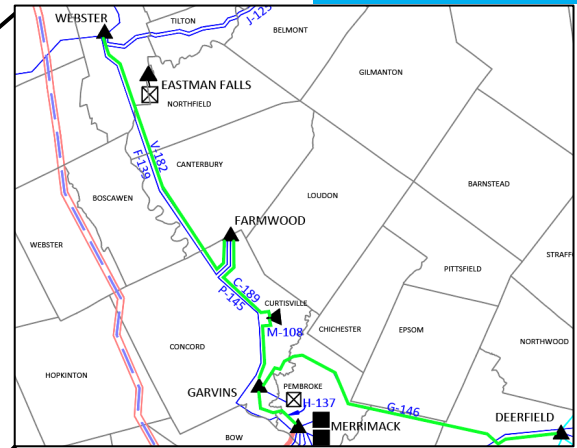 WEBSTER
TILTON
J-125
BELMONT
GILMANTON
EASTMAN FALLS
NORTHFIELD
V-182
F-139
CANTERBURY
BARNSTEAD
BOSCAWEN
LOUDON
FARMWOOD
WEBSTER
STRAFF
PITTSFIELD
C-189
P-145
CURTISVILLE
M-108
CHICHESTER
EPSOM
NORTHWOOD
CONCORD
HOPKINTON
GARVINS
PEMBROKE
H-137
G-146
DEERFIELD
MERRIMACK
BOW